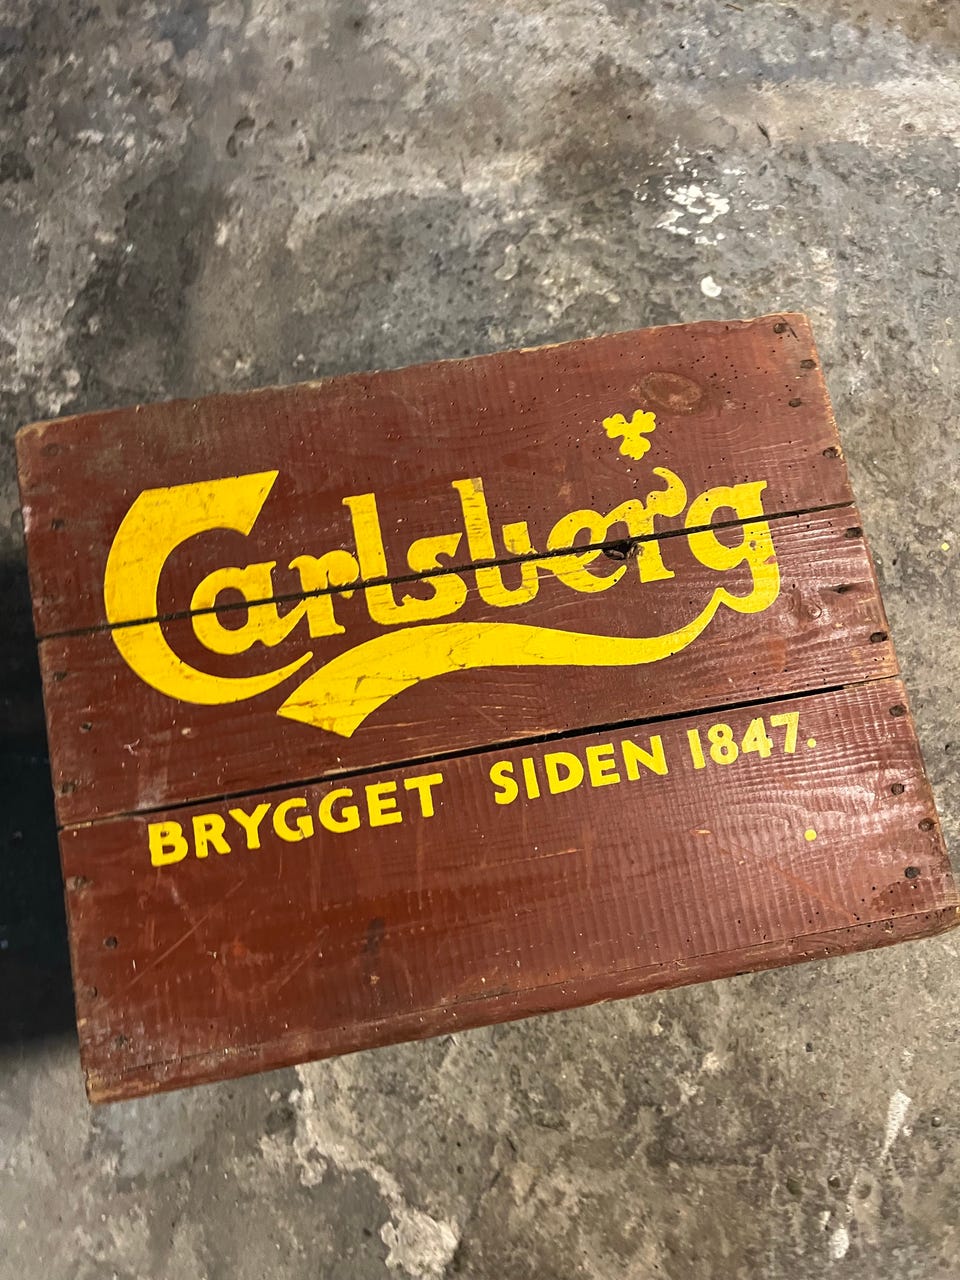 Carlsberg
BRYGGET SIDEN 1847.